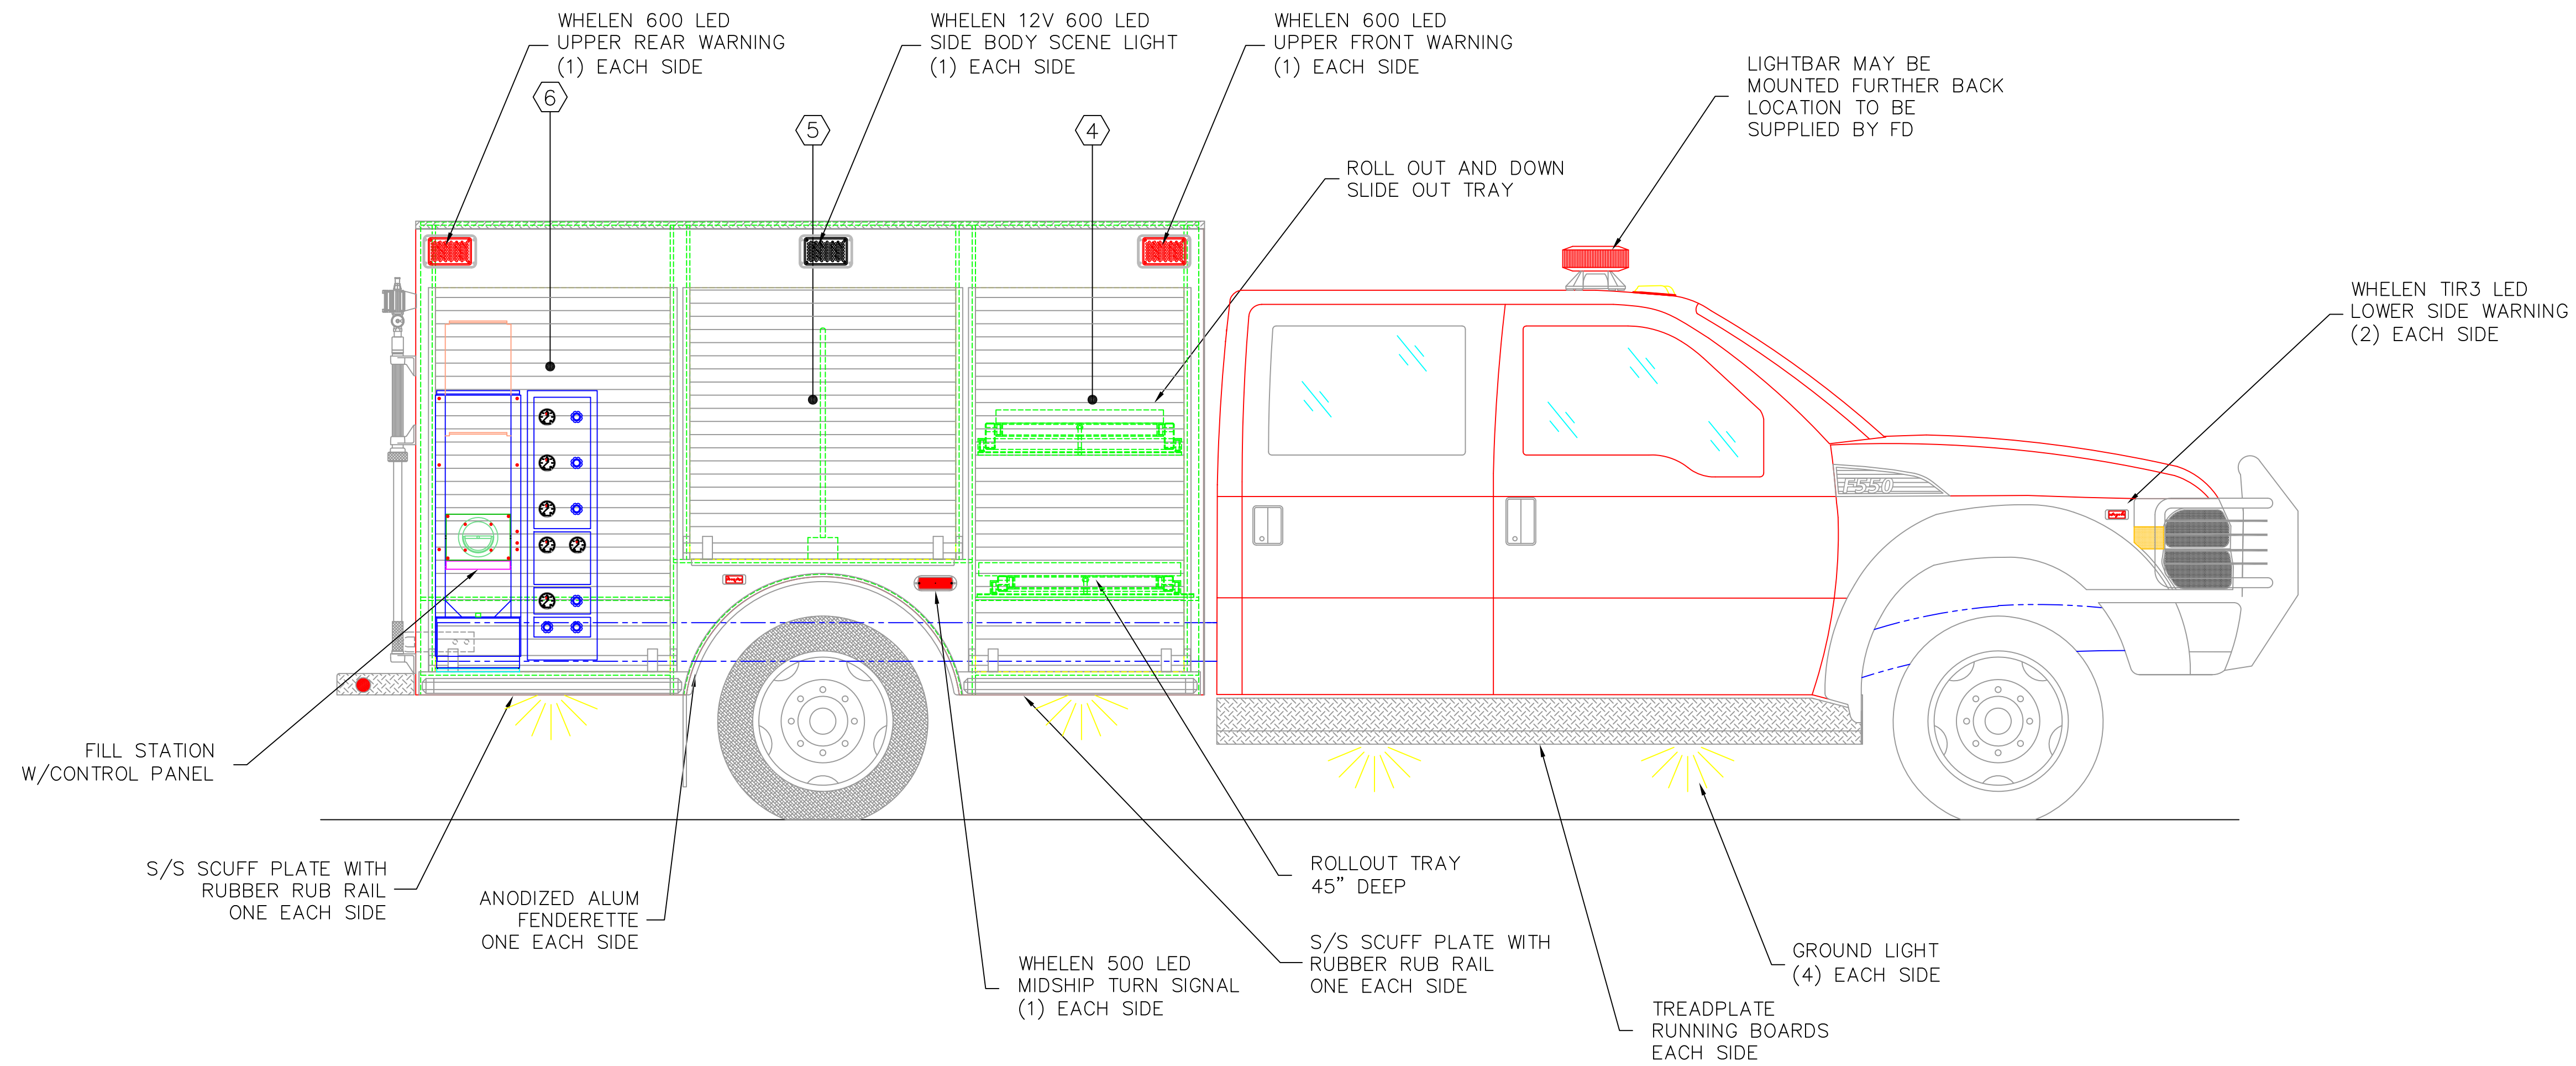 WHELEN 600 LED
UPPER REAR WARNING
(1) EACH SIDE
WHELEN 12V 600 LED
SIDE BODY SCENE LIGHT
(1) EACH SIDE
WHELEN 600 LED
UPPER FRONT WARNING
(1) EACH SIDE
LIGHTBAR MAY BE
MOUNTED FURTHER BACK
LOCATION TO BE
SUPPLIED BY FD
6
5
4
ROLL OUT AND DOWN
SLIDE OUT TRAY
WHELEN TIR3 LED
LOWER SIDE WARNING
(2) EACH SIDE
F550
FILL STATION
W/CONTROL PANEL
S/S SCUFF PLATE WITH
RUBBER RUB RAIL
ONE EACH SIDE
ANODIZED ALUM
FENDERETTE
ONE EACH SIDE
WHELEN 500 LED
MIDSHIP TURN SIGNAL
(1) EACH SIDE
ROLLOUT TRAY
45" DEEP
S/S SCUFF PLATE WITH
RUBBER RUB RAIL
ONE EACH SIDE
TREADPLATE
RUNNING BOARDS
EACH SIDE
GROUND LIGHT
(4) EACH SIDE